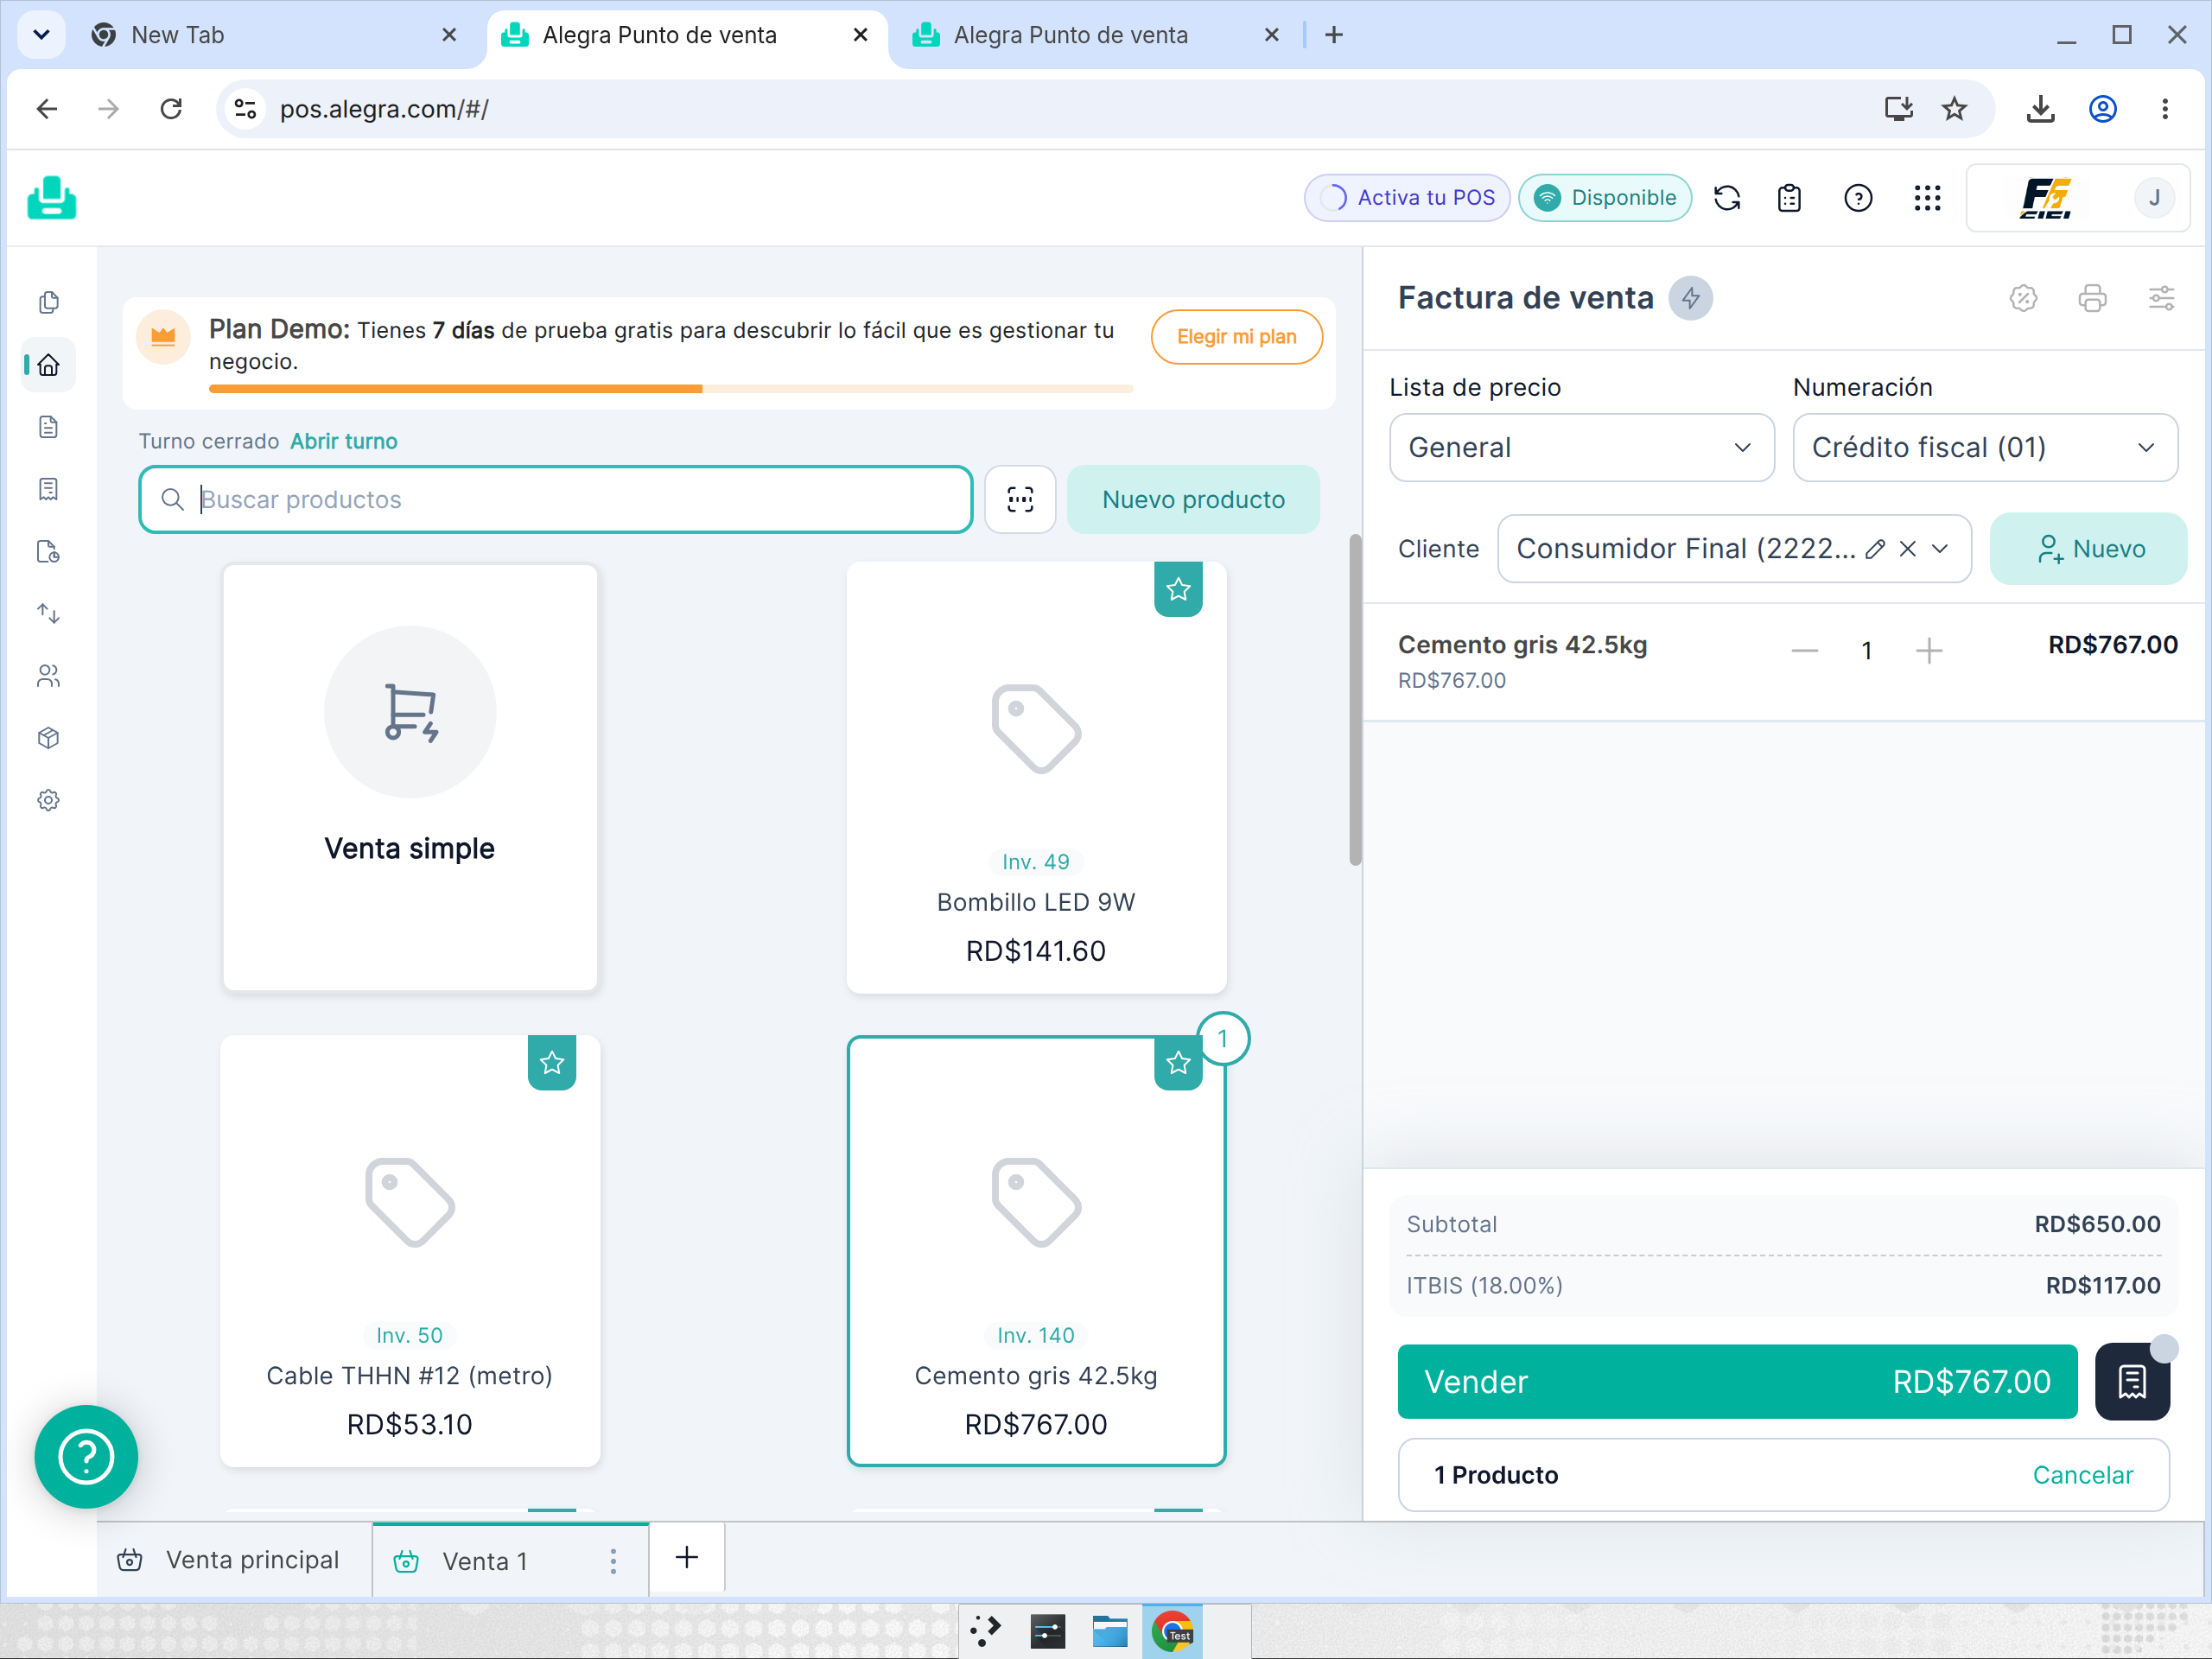 New Tab
Alegra Punto de venta
Alegra Punto de venta
pos.alegra.com/#/
Activa tu POS
Disponible
J
Plan Demo: Tienes 7 días de prueba gratis para descubrir lo fácil que es gestionar tu
negocio.
Elegir mi plan
Turno cerrado Abrir turno
Buscar productos
Nuevo producto
Venta simple
Inv. 49
Bombillo LED 9W
RD$141.60
Inv. 50
Cable THHN #12 (metro)
RD$53.10
1
Inv. 140
Cemento gris 42.5kg
RD$767.00
Factura de venta
Lista de precio
Numeración
General
Crédito fiscal (01)
Cliente
Consumidor Final (2222...
Nuevo
Cemento gris 42.5kg
1
RD$767.00
RD$767.00
Subtotal
RD$650.00
ITBIS (18.00%)
RD$117.00
Vender
RD$767.00
1 Producto
Cancelar
Venta principal
Venta 1
Test